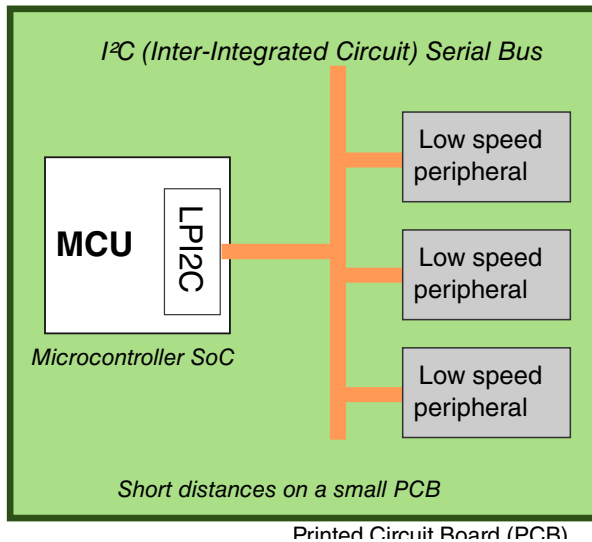 I²C (Inter-Integrated Circuit) Serial Bus
Low speed
peripheral
MCU
LPI2C
Low speed
peripheral
Microcontroller SoC
Low speed
peripheral
Short distances on a small PCB
Printed Circuit Board (PCB)